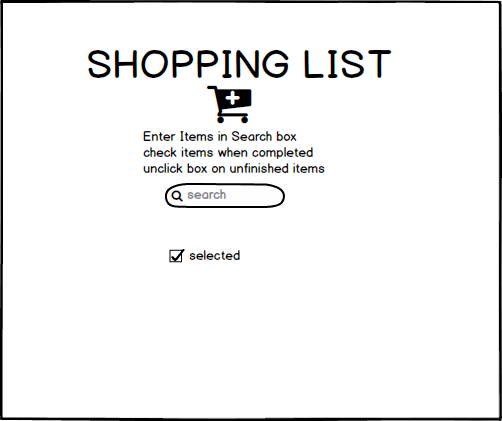 SHOPPING LIST
Enter Items in Search box
check items when completed
unclick box on unfinished items
search
selected